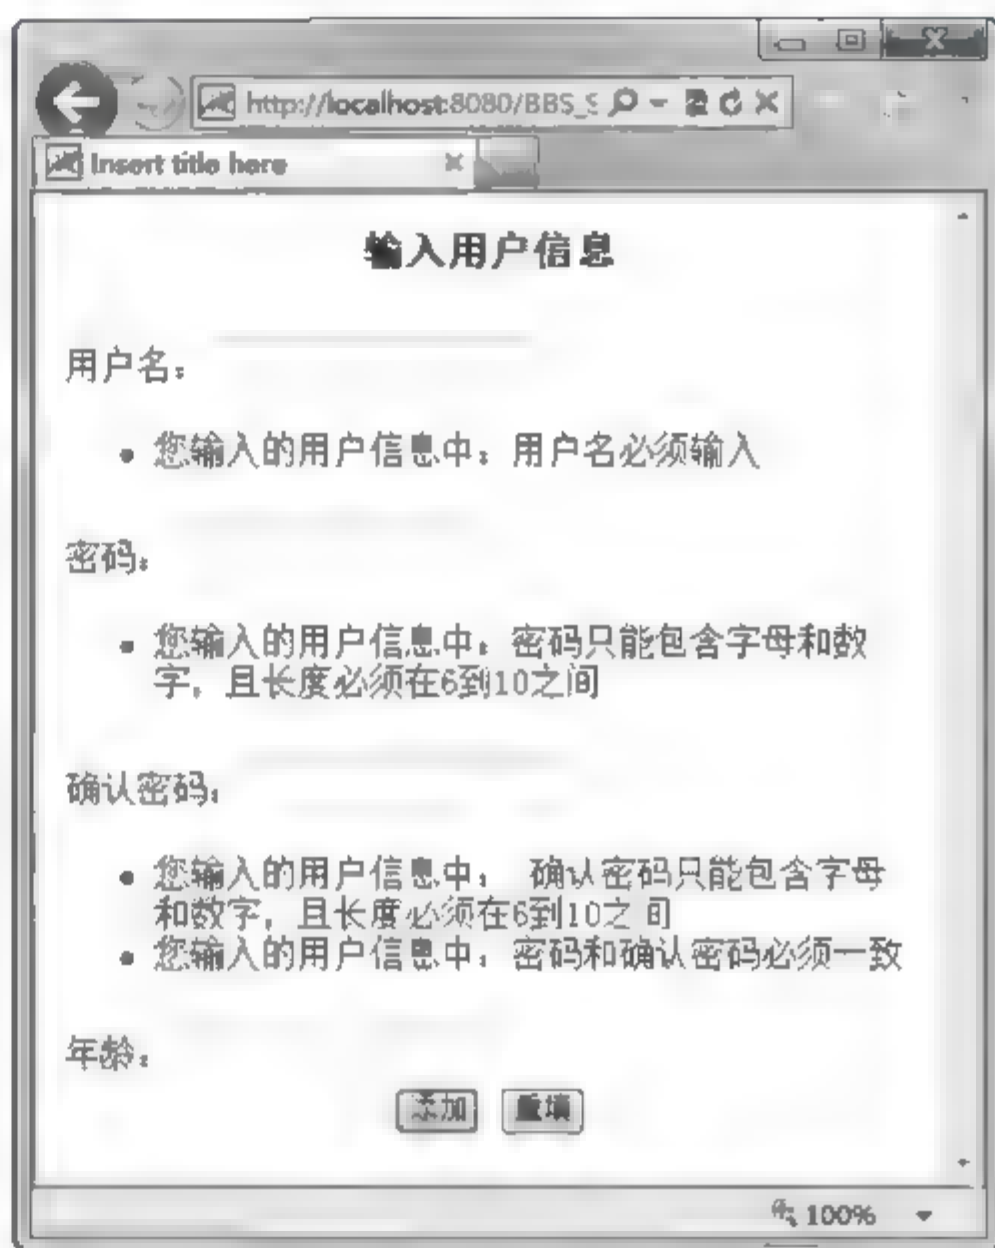 http://localhost:8080/BBS_S
Insert title here
输入用户信息
用户名：
• 您输入的用户信息中：用户名必须输入
密码：
• 您输入的用户信息中：密码只能包含字母和数
字，且长度必须在6到10之间
确认密码：
• 您输入的用户信息中： 确认密码只能包含字母
和数字，且长度必须在6到10之间
• 您输入的用户信息中：密码和确认密码必须一致
年龄：
添加 重填
100%